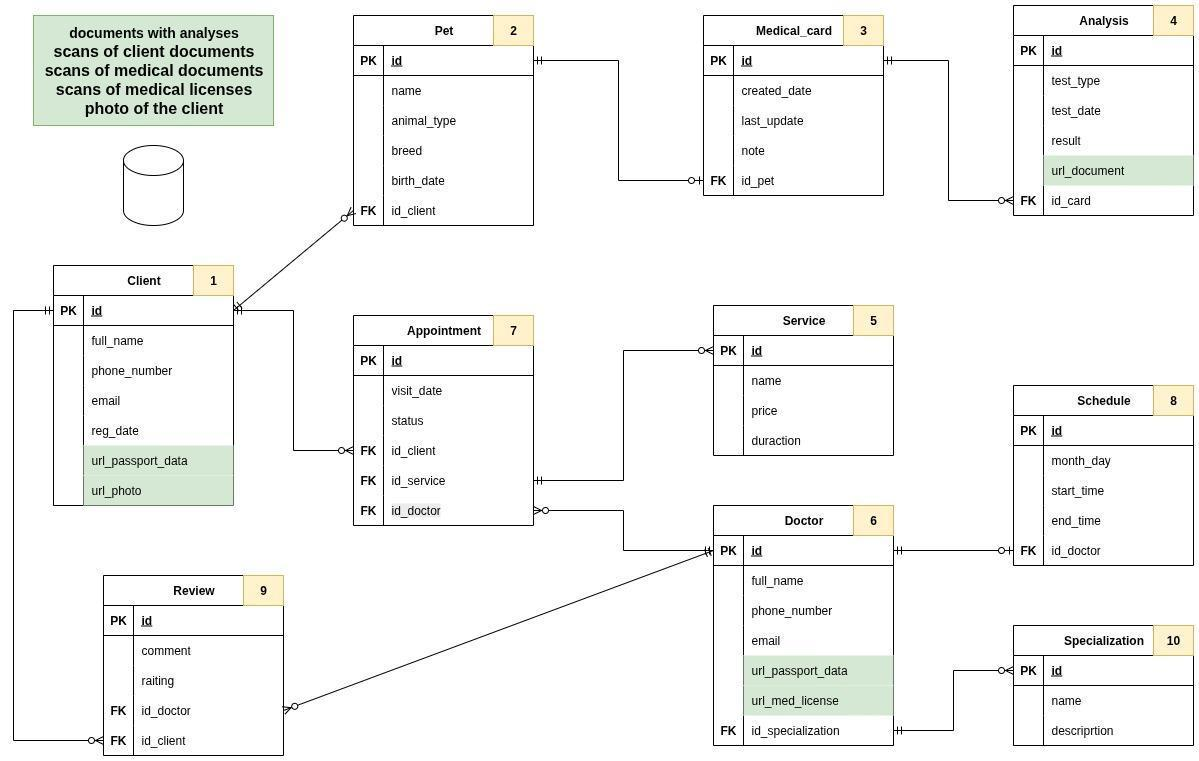 documents with analyses
scans of client documents
scans of medical documents
scans of medical licenses
photo of the client
Pet 2
PK id
name
animal_type
breed
birth_date
FK id_client
Medical_card 3
PK id
created_date
last_update
note
FK id_pet
Analysis 4
PK id
test_type
test_date
result
url_document
FK id_card
Client 1
PK id
full_name
phone_number
email
reg_date
url_passport_data
url_photo
Appointment 7
PK id
visit_date
status
FK id_client
FK id_service
FK id_doctor
Service 5
PK id
name
price
duraction
Schedule 8
PK id
month_day
start_time
end_time
FK id_doctor
Doctor 6
PK id
full_name
phone_number
email
url_passport_data
url_med_license
FK id_specialization
Review 9
PK id
comment
raiting
FK id_doctor
FK id_client
Specialization 10
PK id
name
descriprtion